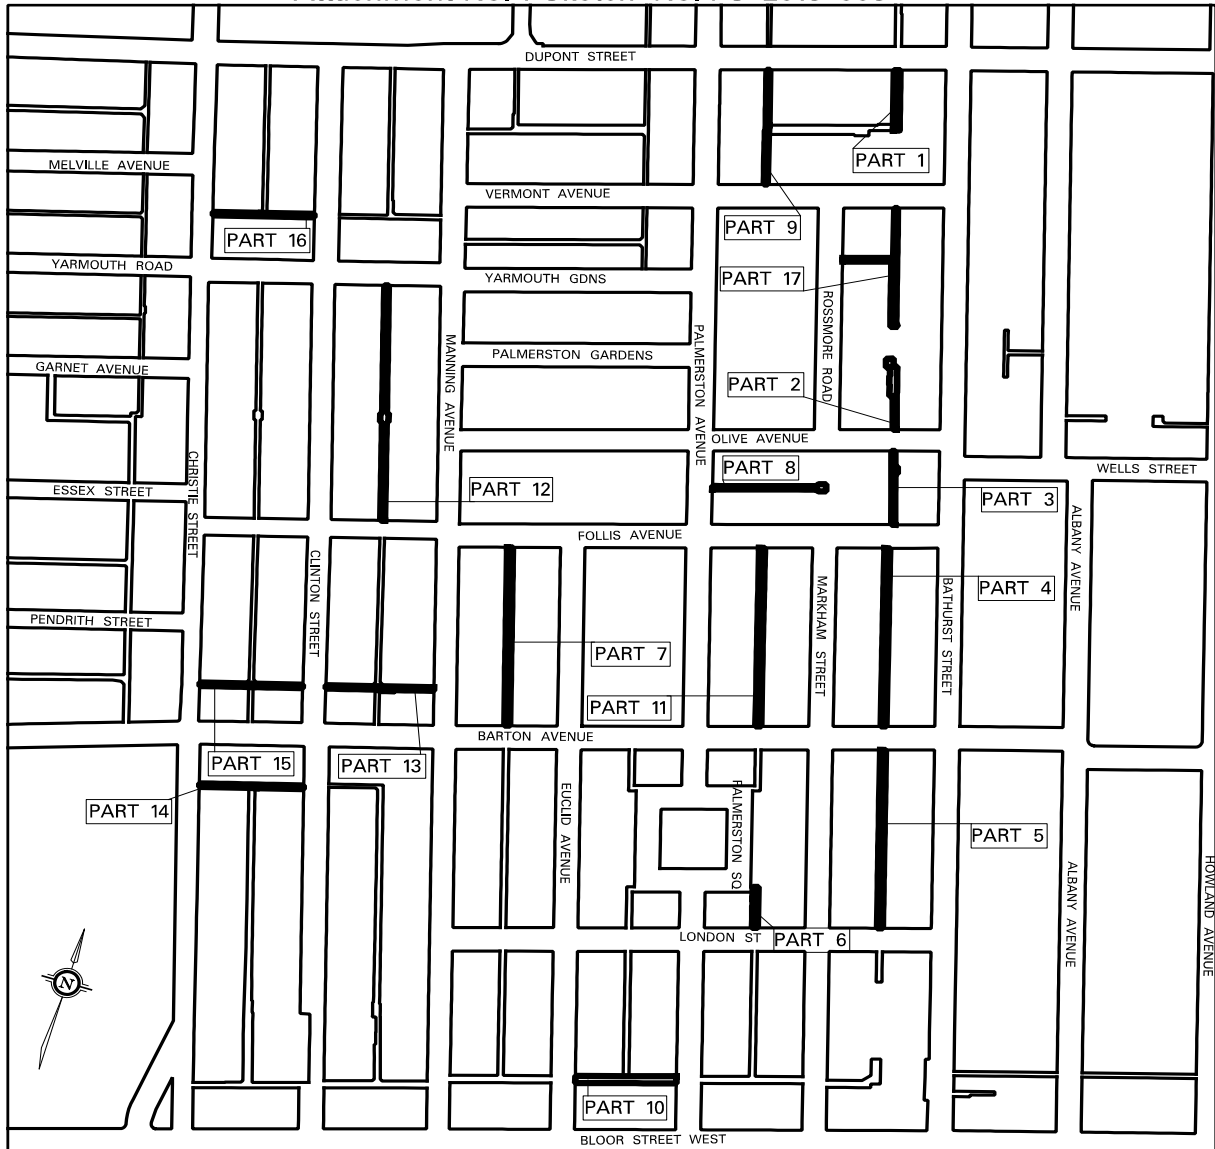 DUPONT STREET
PART 1
MELVILLE AVENUE
VERMONT AVENUE
PART 9
PART 16
YARMOUTH ROAD
YARMOUTH GDNS
PART 17
ROSSMORE ROAD
MANNING AVENUE
PALMERSTON AVENUE
PALMERSTON GARDENS
GARNET AVENUE
PART 2
OLIVE AVENUE
CHRISTIE STREET
PART 8
WELLS STREET
ESSEX STREET
PART 12
PART 3
ALBANY AVENUE
FOLLIS AVENUE
CLINTON STREET
MARKHAM STREET
BATHURST STREET
PART 4
PENDRITH STREET
PART 7
PART 11
BARTON AVENUE
PART 15
PART 13
EUCLID AVENUE
PALMERSTON SQ
PART 14
PART 5
ALBANY AVENUE
HOWLAND AVENUE
LONDON ST
PART 6
N
PART 10
BLOOR STREET WEST